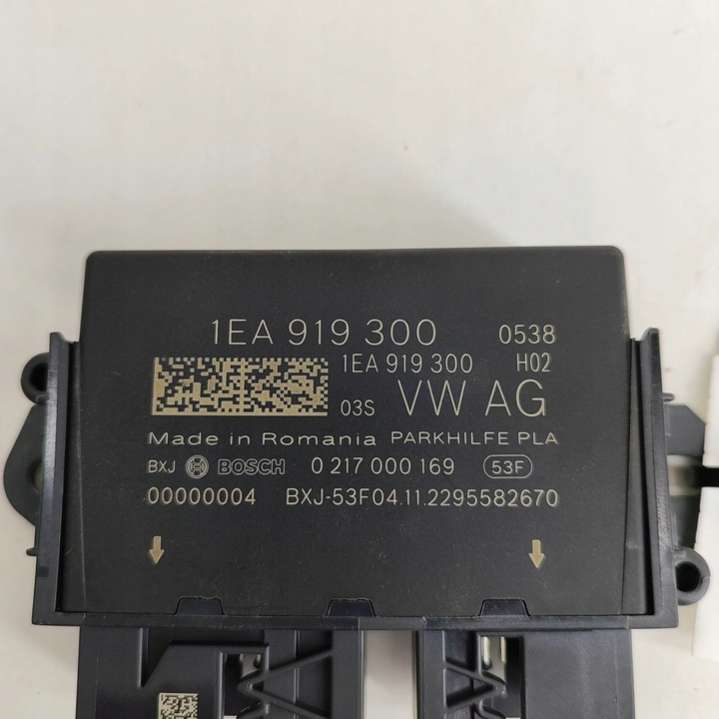 1EA 919 300 0538
1EA 919 300 H02
03S VW AG
Made in Romania PARKHILFE PLA
BXJ BOSCH 0 217 000 169 53F
00000004 BXJ-53F04.11.2295582670